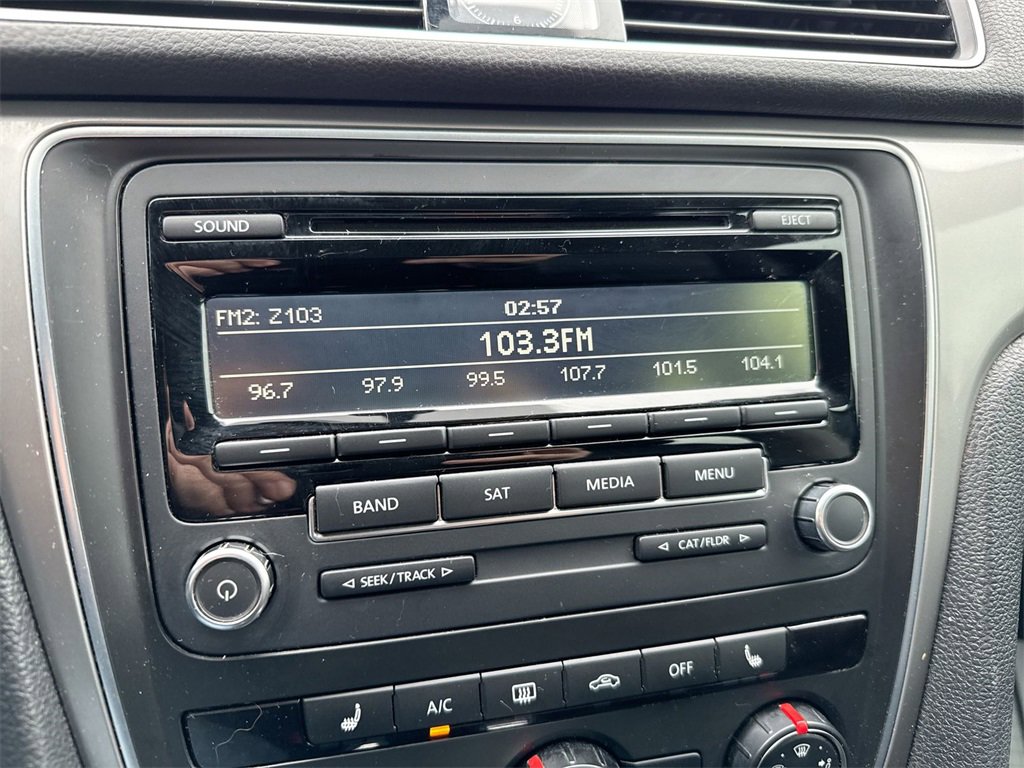 6
SOUND EJECT
FM2: Z103 02:57
103.3FM
96.7 97.9 99.5 107.7 101.5 104.1
BAND SAT MEDIA MENU
SEEK/TRACK CAT/FLDR
A/C OFF